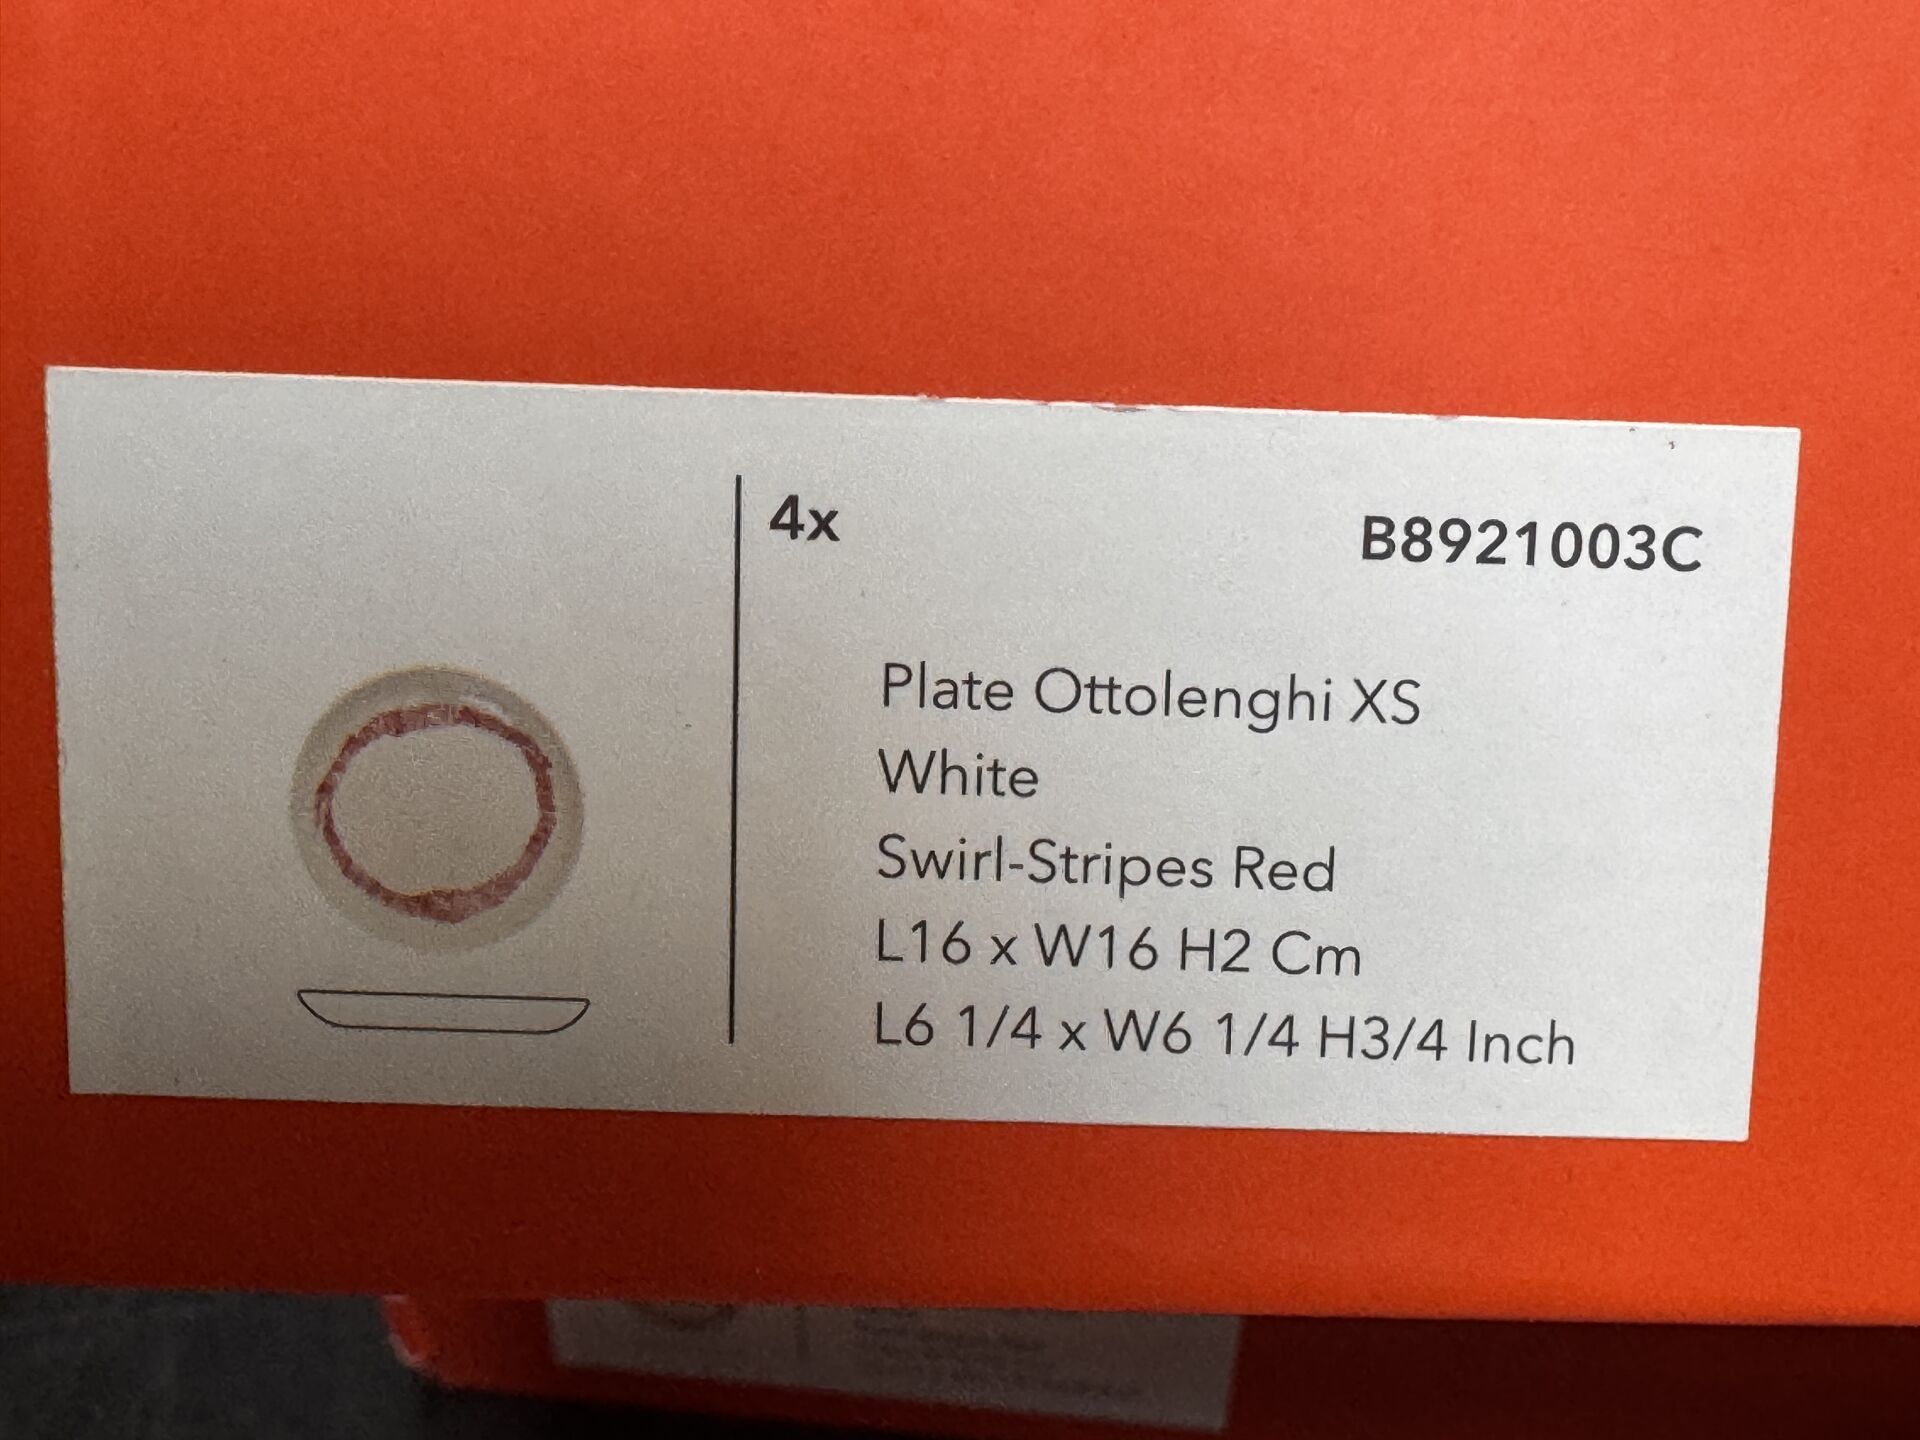 4x
B8921003C
Plate Ottolenghi XS
White
Swirl-Stripes Red
L16 x W16 H2 Cm
L6 1/4 x W6 1/4 H3/4 Inch